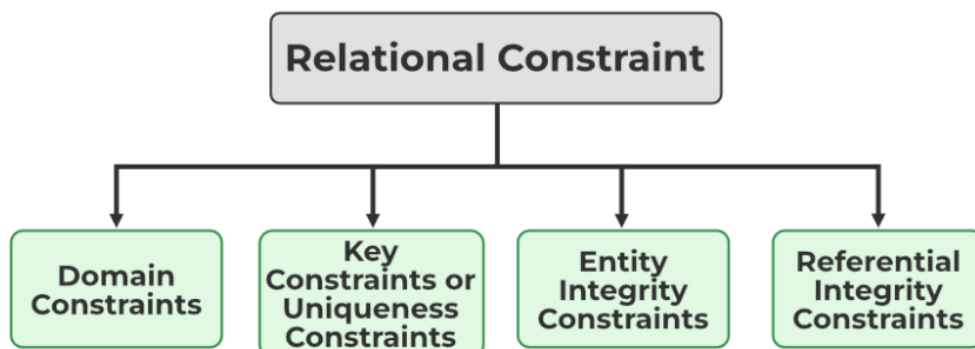 Relational Constraint
Domain
Constraints
Key
Constraints or
Uniqueness
Constraints
Entity
Integrity
Constraints
Referential
Integrity
Constraints